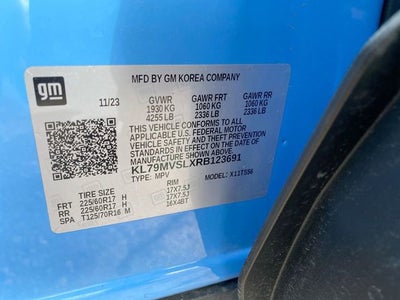 MFD BY GM KOREA COMPANY
gm
11/23 GVWR GAWR FRT GAWR RR
1930 KG 1060 KG 1060 KG
4255 LB 2336 LB 2336 LB
THIS VEHICLE CONFORMS TO ALL
APPLICABLE U.S. FEDERAL MOTOR
VEHICLE SAFETY AND THEFT
PREVENTION STANDARDS IN EFFECT ON
THE DATE OF MANUFACTURE SHOWN ABOVE.
KL79MVSLXRB123691
TYPE: MPV MODEL: X11TS56
TIRE SIZE RIM
FRT 225/60R17 H 17X7.5J
RR 225/60R17 H 17X7.5J
SPA T125/70R16 M 16X4BT